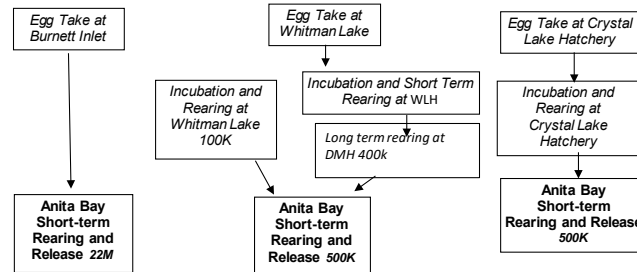 Egg Take at
Burnett Inlet
Anita Bay
Short-term
Rearing and
Release 22M
Egg Take at
Whitman Lake
Incubation and
Rearing at
Whitman Lake
100K
Incubation and Short Term
Rearing at WLH
Long term rearing at
DMH 400k
Anita Bay
Short-term
Rearing and
Release 500K
Egg Take at Crystal
Lake Hatchery
Incubation and
Rearing at
Crystal Lake
Hatchery
Anita Bay
Short-term
Rearing and Release
500K